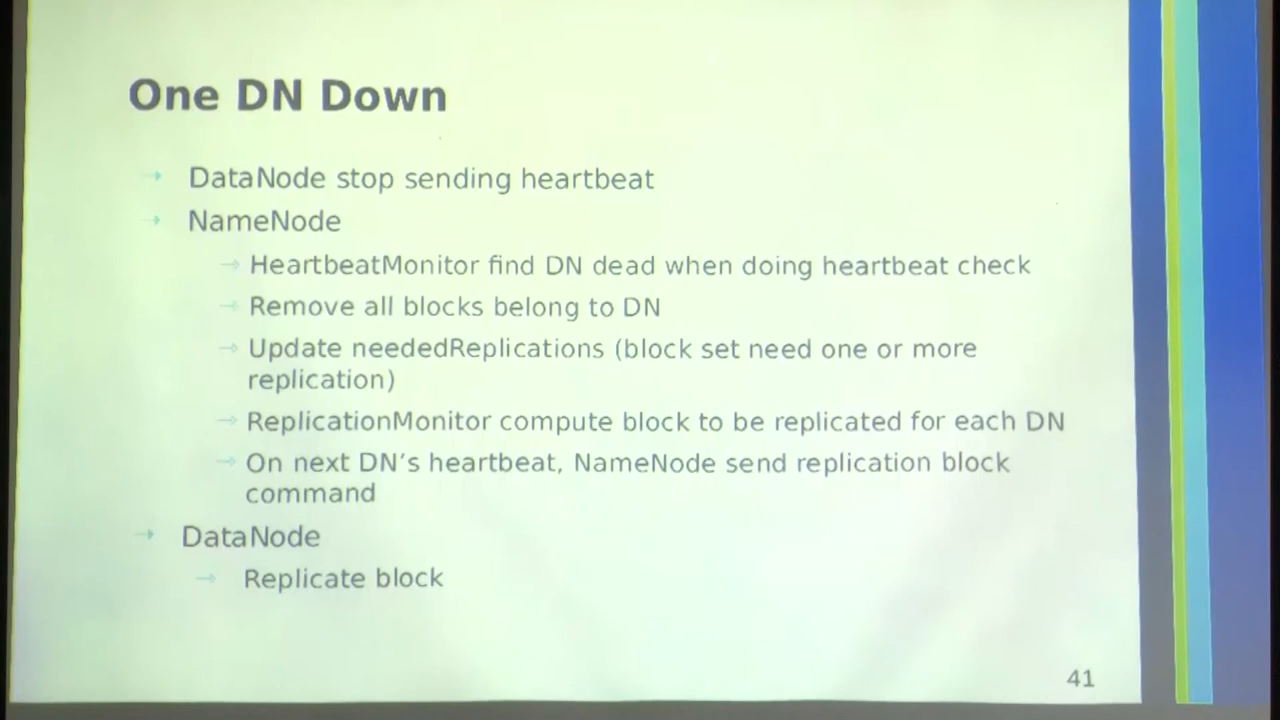 One DN Down
DataNode stop sending heartbeat
NameNode
HeartbeatMonitor find DN dead when doing heartbeat check
Remove all blocks belong to DN
Update neededReplications (block set need one or more
replication)
ReplicationMonitor compute block to be replicated for each DN
On next DN’s heartbeat, NameNode send replication block
command
DataNode
Replicate block
41